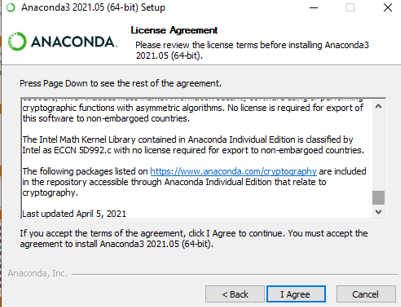 Anaconda3 2021.05 (64-bit) Setup
ANACONDA.
License Agreement
Please review the license terms before installing Anaconda3
2021.05 (64-bit).
Press Page Down to see the rest of the agreement.
cryptographic functions with asymmetric algorithms. No license is required for export
of this software to non-embargoed countries.
The Intel Math Kernel Library contained in Anaconda Individual Edition is classified by
Intel as ECCN 5D992.c with no license required for export to non-embargoed countries.
The following packages listed on https://www.anaconda.com/cryptography are included
in the repository accessible through Anaconda Individual Edition that relate to
cryptography.
Last updated April 5, 2021
If you accept the terms of the agreement, click I Agree to continue. You must accept the
agreement to install Anaconda3 2021.05 (64-bit).
Anaconda, Inc.
< Back
I Agree
Cancel